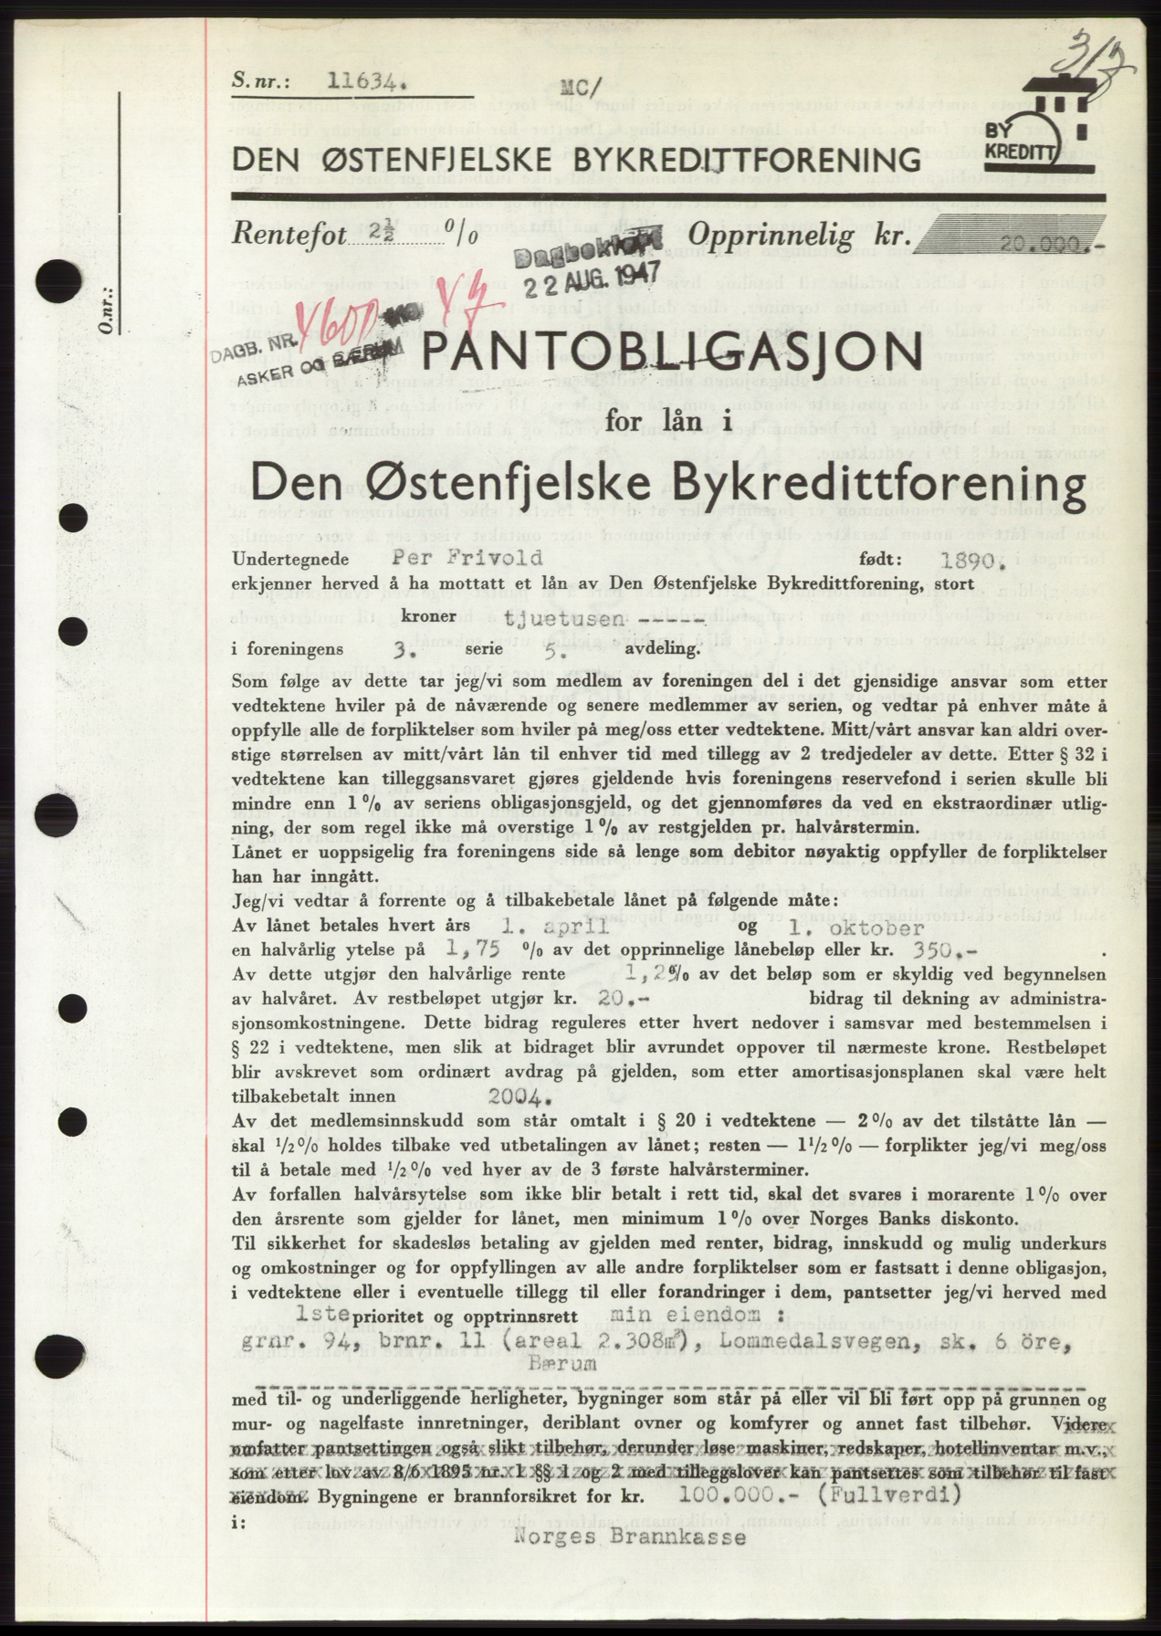 317
S. nr.: 11634.
MC/
BY
KREDITT
DEN ØSTENFJELSKE BYKREDITTFORENING
Rentefot 2½ % Opprinnelig kr. 20.000.-
Dagbokført
22 AUG. 1947
O.nr.:
DAGB. NR. 4600 47
ASKER OG BÆRUM
PANTOBLIGASJON
for lån i
Den Østenfjelske Bykredittforening
Undertegnede Per Frivold født: 1890.
erkjenner herved å ha mottatt et lån av Den Østenfjelske Bykredittforening, stort
kroner tjuetusen -----
i foreningens 3. serie 5. avdeling.
Som følge av dette tar jeg/vi som medlem av foreningen del i det gjensidige ansvar som etter
vedtektene hviler på de nåværende og senere medlemmer av serien, og vedtar på enhver måte å
oppfylle alle de forpliktelser som hviler på meg/oss etter vedtektene. Mitt/vårt ansvar kan aldri over-
stige størrelsen av mitt/vårt lån til enhver tid med tillegg av 2 tredjedeler av dette. Etter § 32 i
vedtektene kan tilleggsansvaret gjøres gjeldende hvis foreningens reservefond i serien skulle bli
mindre enn 1 % av seriens obligasjonsgjeld, og det gjennomføres da ved en ekstraordinær utlig-
ning, der som regel ikke må overstige 1 % av restgjelden pr. halvårstermin.
Lånet er uoppsigelig fra foreningens side så lenge som debitor nøyaktig oppfyller de forpliktelser
han har inngått.
Jeg/vi vedtar å forrente og å tilbakebetale lånet på følgende måte:
Av lånet betales hvert års 1. april og 1. oktober
en halvårlig ytelse på 1,75 % av det opprinnelige lånebeløp eller kr. 350.- .
Av dette utgjør den halvårlige rente 1,2% av det beløp som er skyldig ved begynnelsen
av halvåret. Av restbeløpet utgjør kr. 20.- bidrag til dekning av administra-
sjonsomkostningene. Dette bidrag reguleres etter hvert nedover i samsvar med bestemmelsen i
§ 22 i vedtektene, men slik at bidraget blir avrundet oppover til nærmeste krone. Restbeløpet
blir avskrevet som ordinært avdrag på gjelden, som etter amortisasjonsplanen skal være helt
tilbakebetalt innen 2004.
Av det medlemsinnskudd som står omtalt i § 20 i vedtektene — 2 % av det tilståtte lån —
skal 1/2 % holdes tilbake ved utbetalingen av lånet; resten — 1 1/2 % — forplikter jeg/vi meg/oss
til å betale med 1/2 % ved hver av de 3 første halvårsterminer.
Av forfallen halvårsytelse som ikke blir betalt i rett tid, skal det svares i morarente 1 % over
den årsrente som gjelder for lånet, men minimum 1 % over Norges Banks diskonto.
Til sikkerhet for skadesløs betaling av gjelden med renter, bidrag, innskudd og mulig underkurs
og omkostninger og for oppfyllingen av alle andre forpliktelser som er fastsatt i denne obligasjon,
i vedtektene eller i eventuelle tillegg til eller forandringer i dem, pantsetter jeg/vi herved med
1ste prioritet og opptrinnsrett min eiendom :
grnr. 94, brnr. 11 (areal 2.308m²), Lommedalsvegen, sk. 6 öre,
Bærum
med til- og underliggende herligheter, bygninger som står på eller vil bli ført opp på grunnen og
mur- og nagelfaste innretninger, deriblant ovner og komfyrer og annet fast tilbehør. Videre
omfatter pantsettingen også slikt tilbehør, derunder løse maskiner, redskaper, hotellinventar m.v.,
som etter lov av 8/6 1895 nr. 1 §§ 1 og 2 med tilleggslover kan pantsettes som tilbehør til fast
eiendom. Bygningene er brannforsikret for kr. 100.000.- (Fullverdi)
i:
Norges Brannkasse